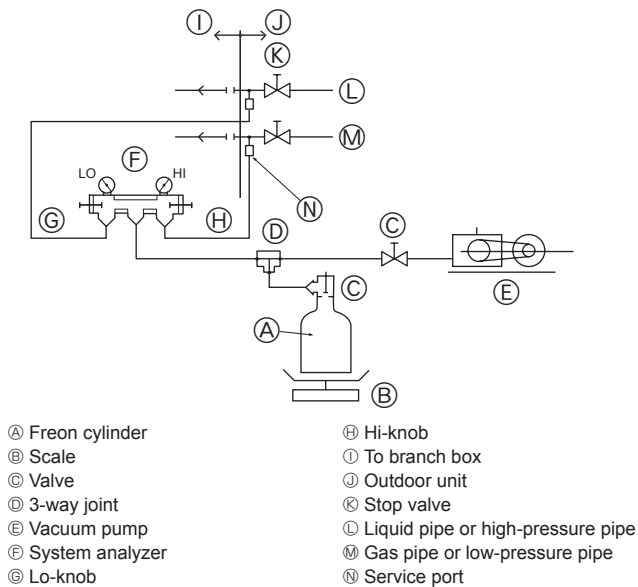 Ⓘ Ⓙ
Ⓚ
Ⓛ
Ⓕ
Ⓜ
LO HI
Ⓝ
Ⓖ Ⓗ Ⓓ Ⓒ
Ⓒ Ⓔ
Ⓐ
Ⓑ
Ⓐ Freon cylinder
Ⓑ Scale
Ⓒ Valve
Ⓓ 3-way joint
Ⓔ Vacuum pump
Ⓕ System analyzer
Ⓖ Lo-knob
Ⓗ Hi-knob
Ⓘ To branch box
Ⓙ Outdoor unit
Ⓚ Stop valve
Ⓛ Liquid pipe or high-pressure pipe
Ⓜ Gas pipe or low-pressure pipe
Ⓝ Service port